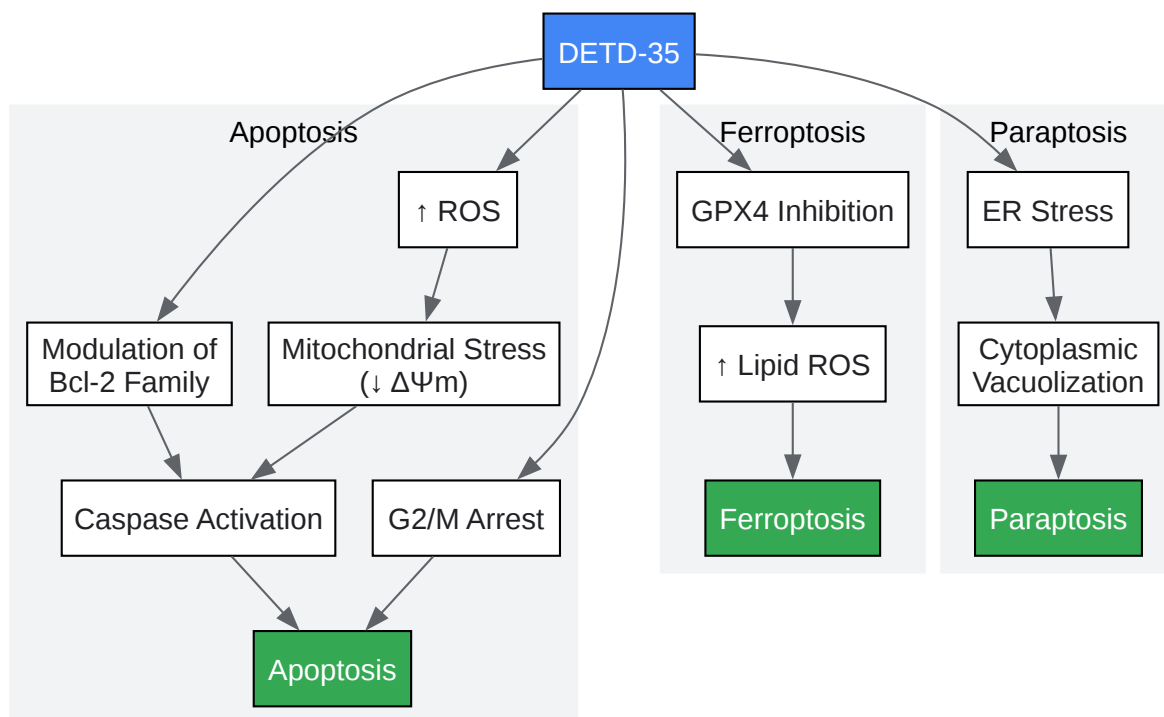 DETD-35
Apoptosis
Ferroptosis
Paraptosis
↑ ROS
GPX4 Inhibition
ER Stress
Modulation of
Bcl-2 Family
Mitochondrial Stress
(↓ ΔΨm)
↑ Lipid ROS
Cytoplasmic
Vacuolization
Caspase Activation
G2/M Arrest
Ferroptosis
Paraptosis
Apoptosis